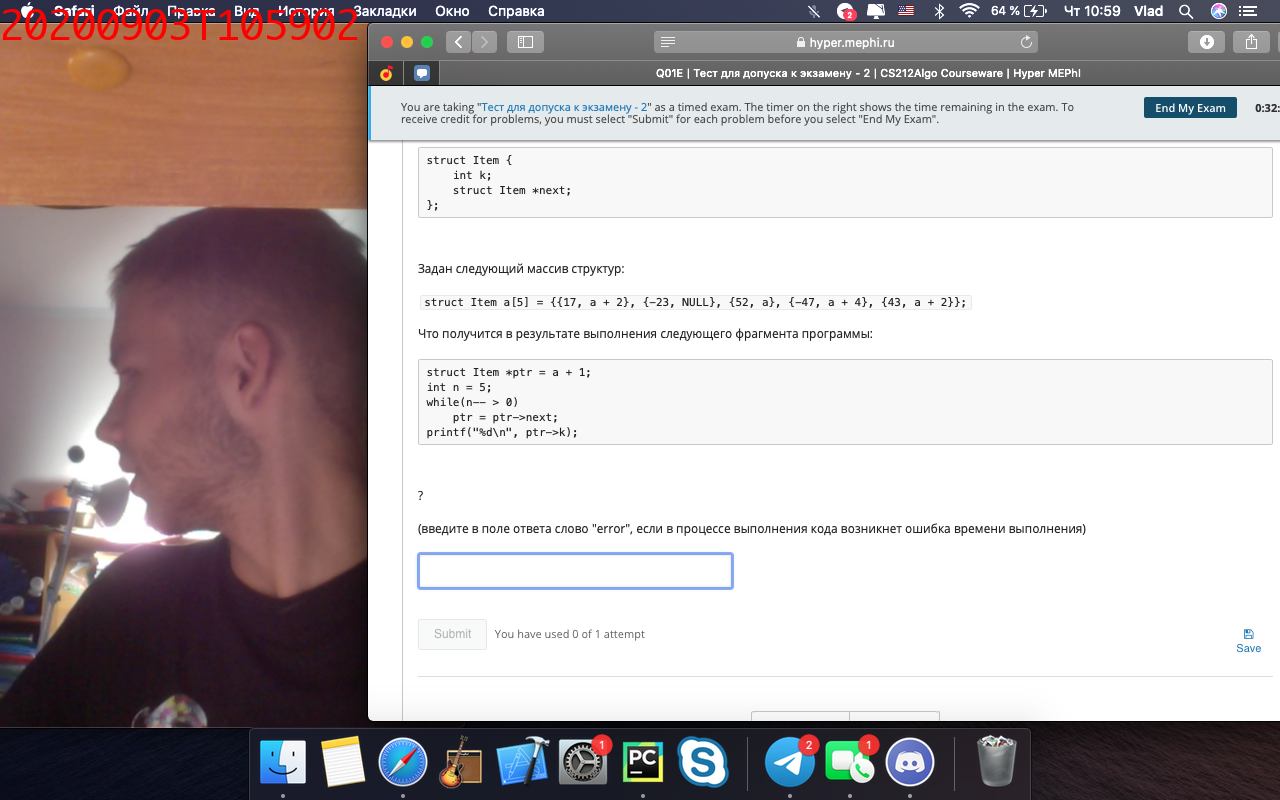 Safari Файл Правка Вид История Закладки Окно Справка 2 64 % Чт 10:59 Vlad
20200903T105902
hyper.mephi.ru
Q01E | Тест для допуска к экзамену - 2 | CS212Algo Courseware | Hyper MEPhI
You are taking "Тест для допуска к экзамену - 2" as a timed exam. The timer on the right shows the time remaining in the exam. To
receive credit for problems, you must select "Submit" for each problem before you select "End My Exam".
End My Exam 0:32:
struct Item {
    int k;
    struct Item *next;
};
Задан следующий массив структур:
struct Item a[5] = {{17, a + 2}, {-23, NULL}, {52, a}, {-47, a + 4}, {43, a + 2}};
Что получится в результате выполнения следующего фрагмента программы:
struct Item *ptr = a + 1;
int n = 5;
while(n-- > 0)
    ptr = ptr->next;
printf("%d\n", ptr->k);
?
(введите в поле ответа слово "error", если в процессе выполнения кода возникнет ошибка времени выполнения)
Submit You have used 0 of 1 attempt
Save
1 PC 2 1